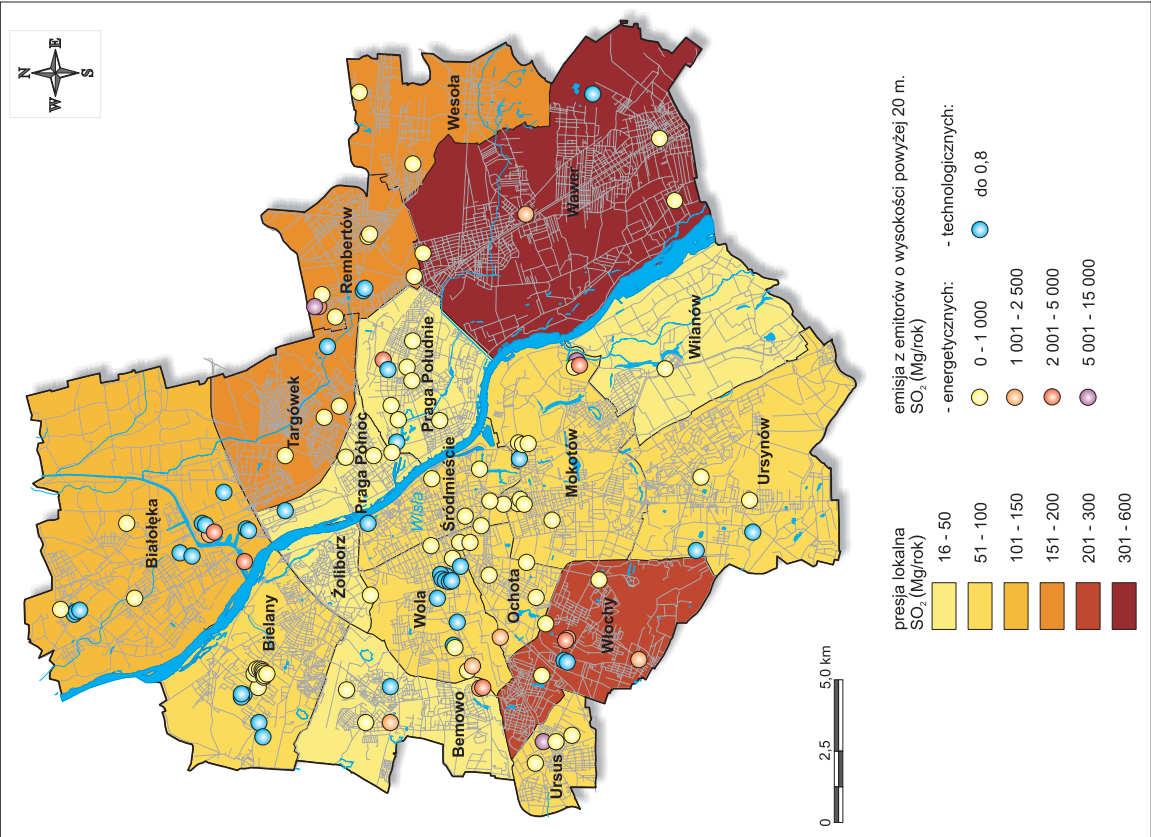 N
W E
S
Wesoła
Rembertów
Wawer
Targówek
Białołęka
Praga Południe
Praga Północ
Wilanów
Wisła
Śródmieście
Mokotów
Ursynów
Żoliborz
Bielany
Wola
Ochota
Włochy
Bemowo
Ursus
0 2,5 5,0 km
presja lokalna
SO2 (Mg/rok)
16 - 50
51 - 100
101 - 150
151 - 200
201 - 300
301 - 600
emisja z emitorów o wysokości powyżej 20 m.
SO2 (Mg/rok)
- energetycznych:
0 - 1 000
1 001 - 2 500
2 001 - 5 000
5 001 - 15 000
- technologicznych:
do 0,8